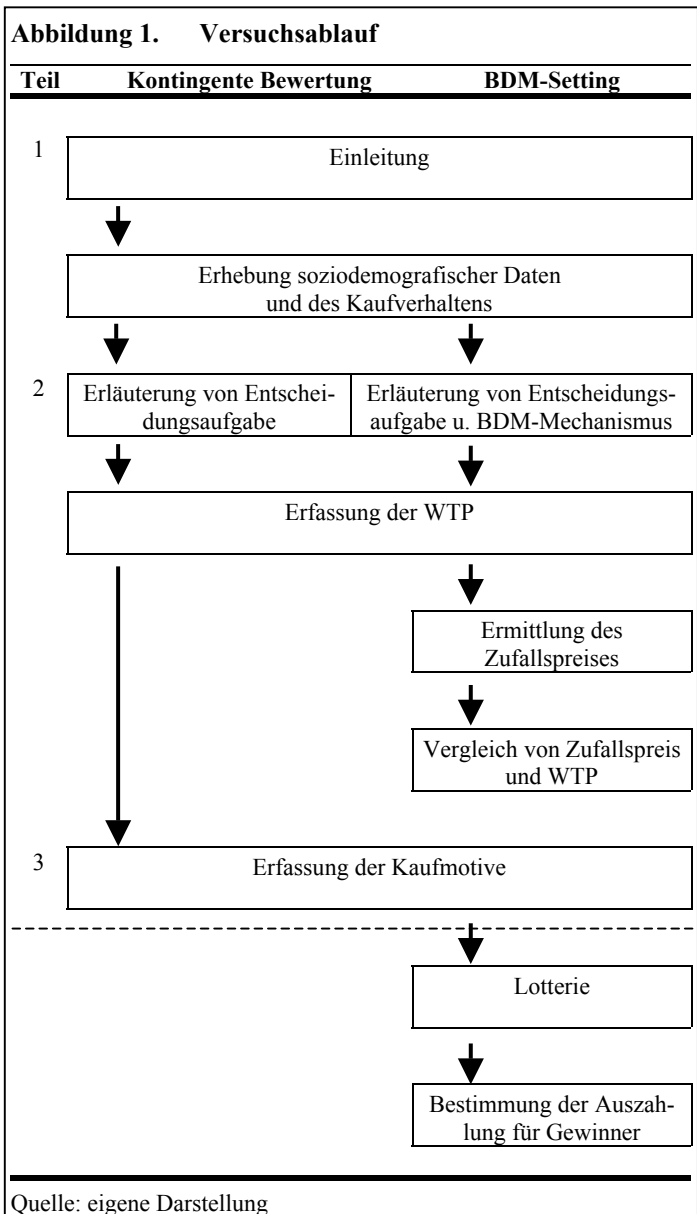 Abbildung 1. Versuchsablauf
Teil Kontingente Bewertung BDM-Setting
1
Einleitung
Erhebung soziodemografischer Daten
und des Kaufverhaltens
2
Erläuterung von Entschei-
dungsaufgabe
Erläuterung von Entscheidungs-
aufgabe u. BDM-Mechanismus
Erfassung der WTP
Ermittlung des
Zufallspreises
Vergleich von Zufallspreis
und WTP
3
Erfassung der Kaufmotive
Lotterie
Bestimmung der Auszah-
lung für Gewinner
Quelle: eigene Darstellung